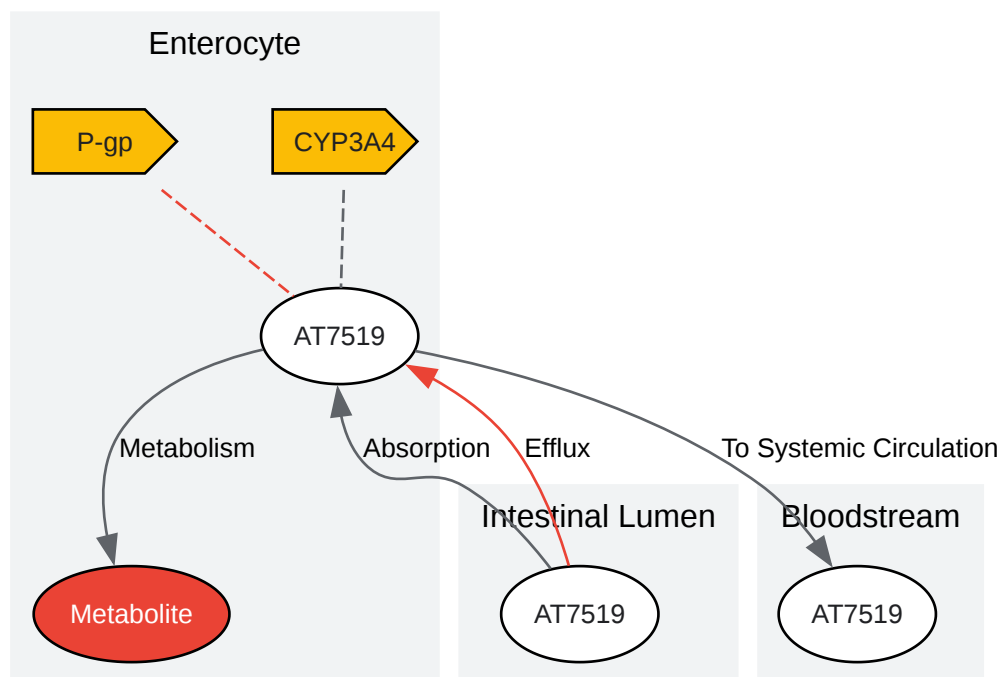 Enterocyte
P-gp
CYP3A4
AT7519
Metabolism
Absorption
Efflux
To Systemic Circulation
Intestinal Lumen
Bloodstream
Metabolite
AT7519
AT7519